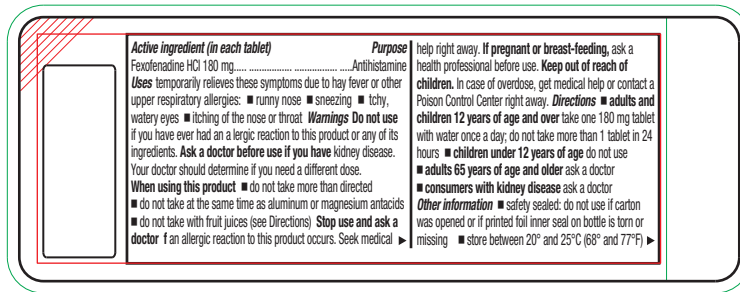 Active ingredient (in each tablet) Purpose
Fexofenadine HCl 180 mg..... ................. ................. .....Antihistamine
Uses temporarily relieves these symptoms due to hay fever or other
upper respiratory allergies: ■ runny nose ■ sneezing ■ tchy,
watery eyes ■ itching of the nose or throat Warnings Do not use
if you have ever had an a lergic reaction to this product or any of its
ingredients. Ask a doctor before use if you have kidney disease.
Your doctor should determine if you need a different dose.
When using this product ■ do not take more than directed
■ do not take at the same time as aluminum or magnesium antacids
■ do not take with fruit juices (see Directions) Stop use and ask a
doctor f an allergic reaction to this product occurs. Seek medical ▶
help right away. If pregnant or breast-feeding, ask a
health professional before use. Keep out of reach of
children. In case of overdose, get medical help or contact a
Poison Control Center right away. Directions ■ adults and
children 12 years of age and over take one 180 mg tablet
with water once a day; do not take more than 1 tablet in 24
hours ■ children under 12 years of age do not use
■ adults 65 years of age and older ask a doctor
■ consumers with kidney disease ask a doctor
Other information ■ safety sealed: do not use if carton
was opened or if printed foil inner seal on bottle is torn or
missing ■ store between 20° and 25°C (68° and 77°F) ▶